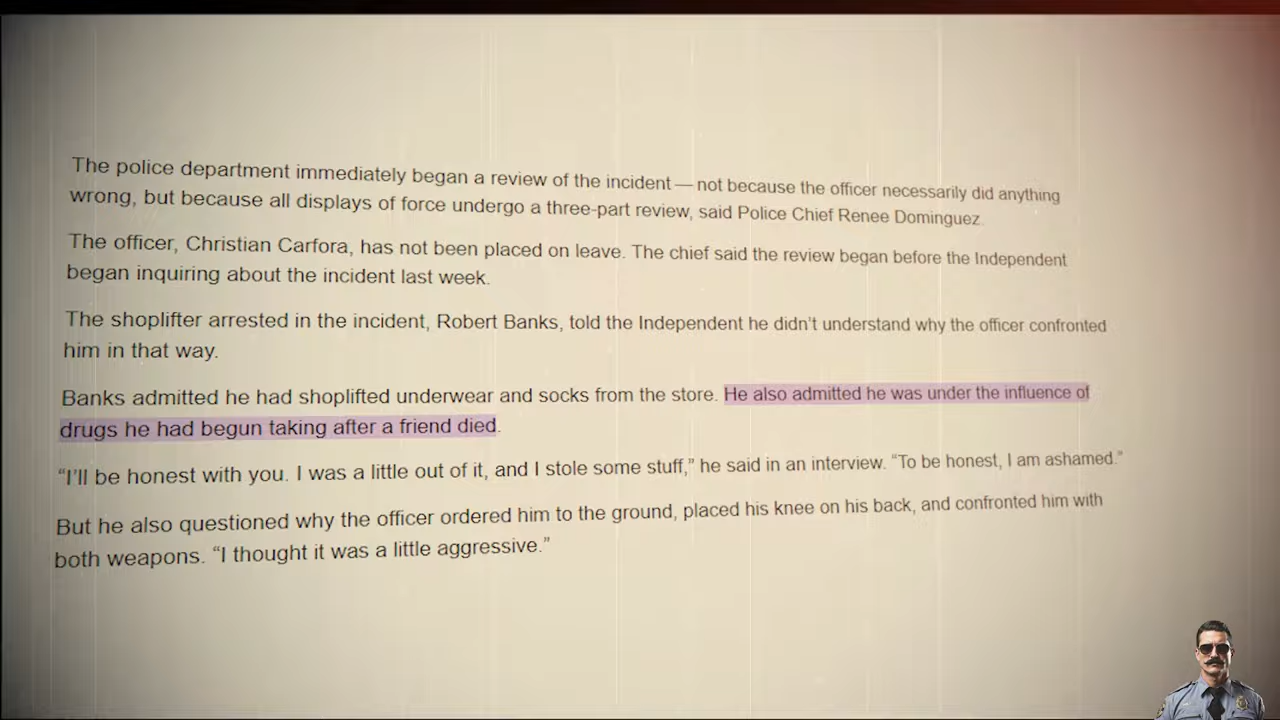 The police department immediately began a review of the incident — not because the officer necessarily did anything
wrong, but because all displays of force undergo a three-part review, said Police Chief Renee Dominguez.
The officer, Christian Carfora, has not been placed on leave. The chief said the review began before the Independent
began inquiring about the incident last week.
The shoplifter arrested in the incident, Robert Banks, told the Independent he didn’t understand why the officer confronted
him in that way.
Banks admitted he had shoplifted underwear and socks from the store. He also admitted he was under the influence of
drugs he had begun taking after a friend died.
“I’ll be honest with you. I was a little out of it, and I stole some stuff,” he said in an interview. “To be honest, I am ashamed.”
But he also questioned why the officer ordered him to the ground, placed his knee on his back, and confronted him with
both weapons. “I thought it was a little aggressive.”